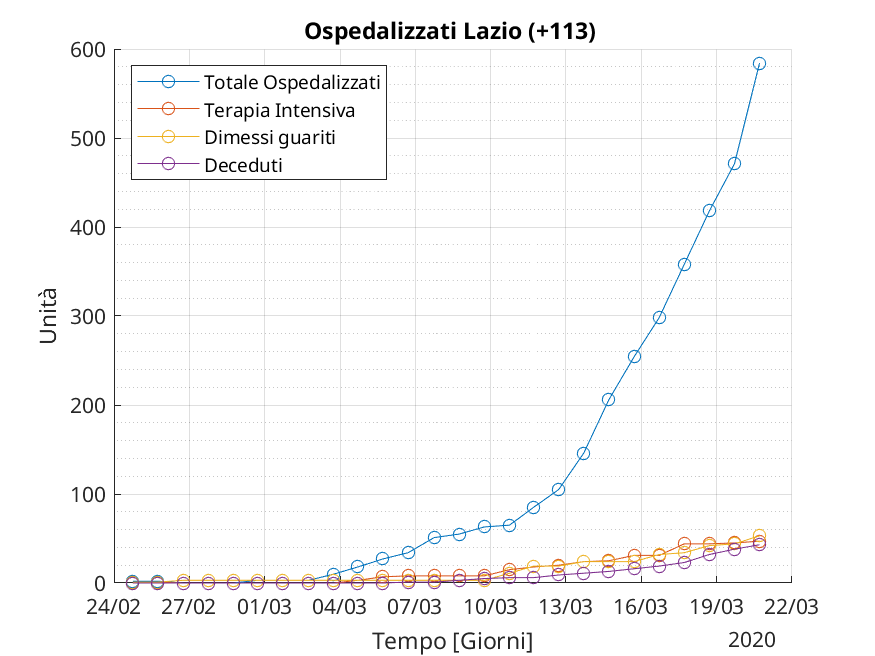 Ospedalizzati Lazio (+113)
600
500
400
300
200
100
0
Unità
Totale Ospedalizzati
Terapia Intensiva
Dimessi guariti
Deceduti
24/02 27/02 01/03 04/03 07/03 10/03 13/03 16/03 19/03 22/03
Tempo [Giorni]
2020